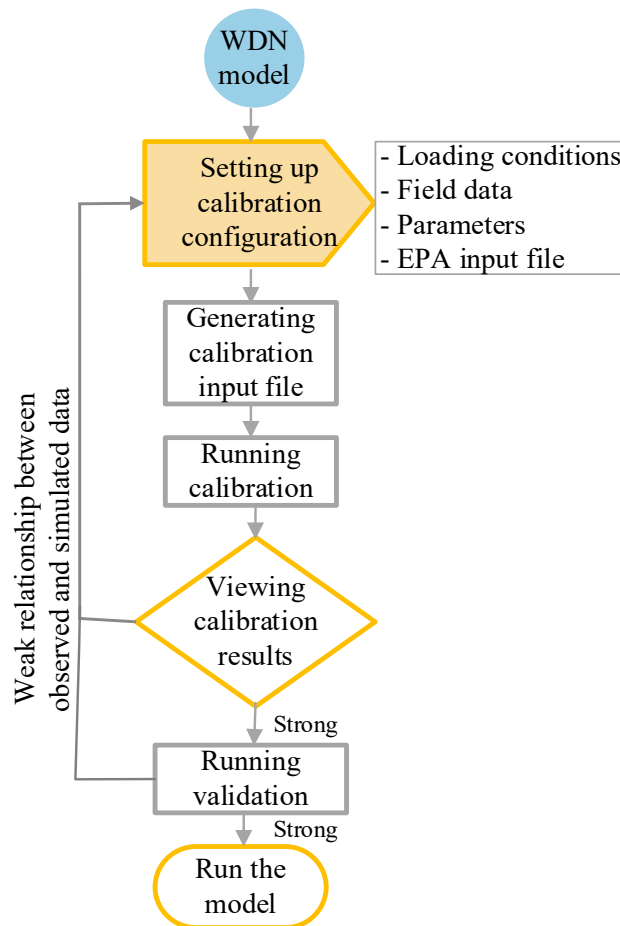 WDN
model
Setting up
calibration
configuration
- Loading conditions
- Field data
- Parameters
- EPA input file
Generating
calibration
input file
Running
calibration
Weak relationship between
observed and simulated data
Viewing
calibration
results
Strong
Running
validation
Strong
Run the
model